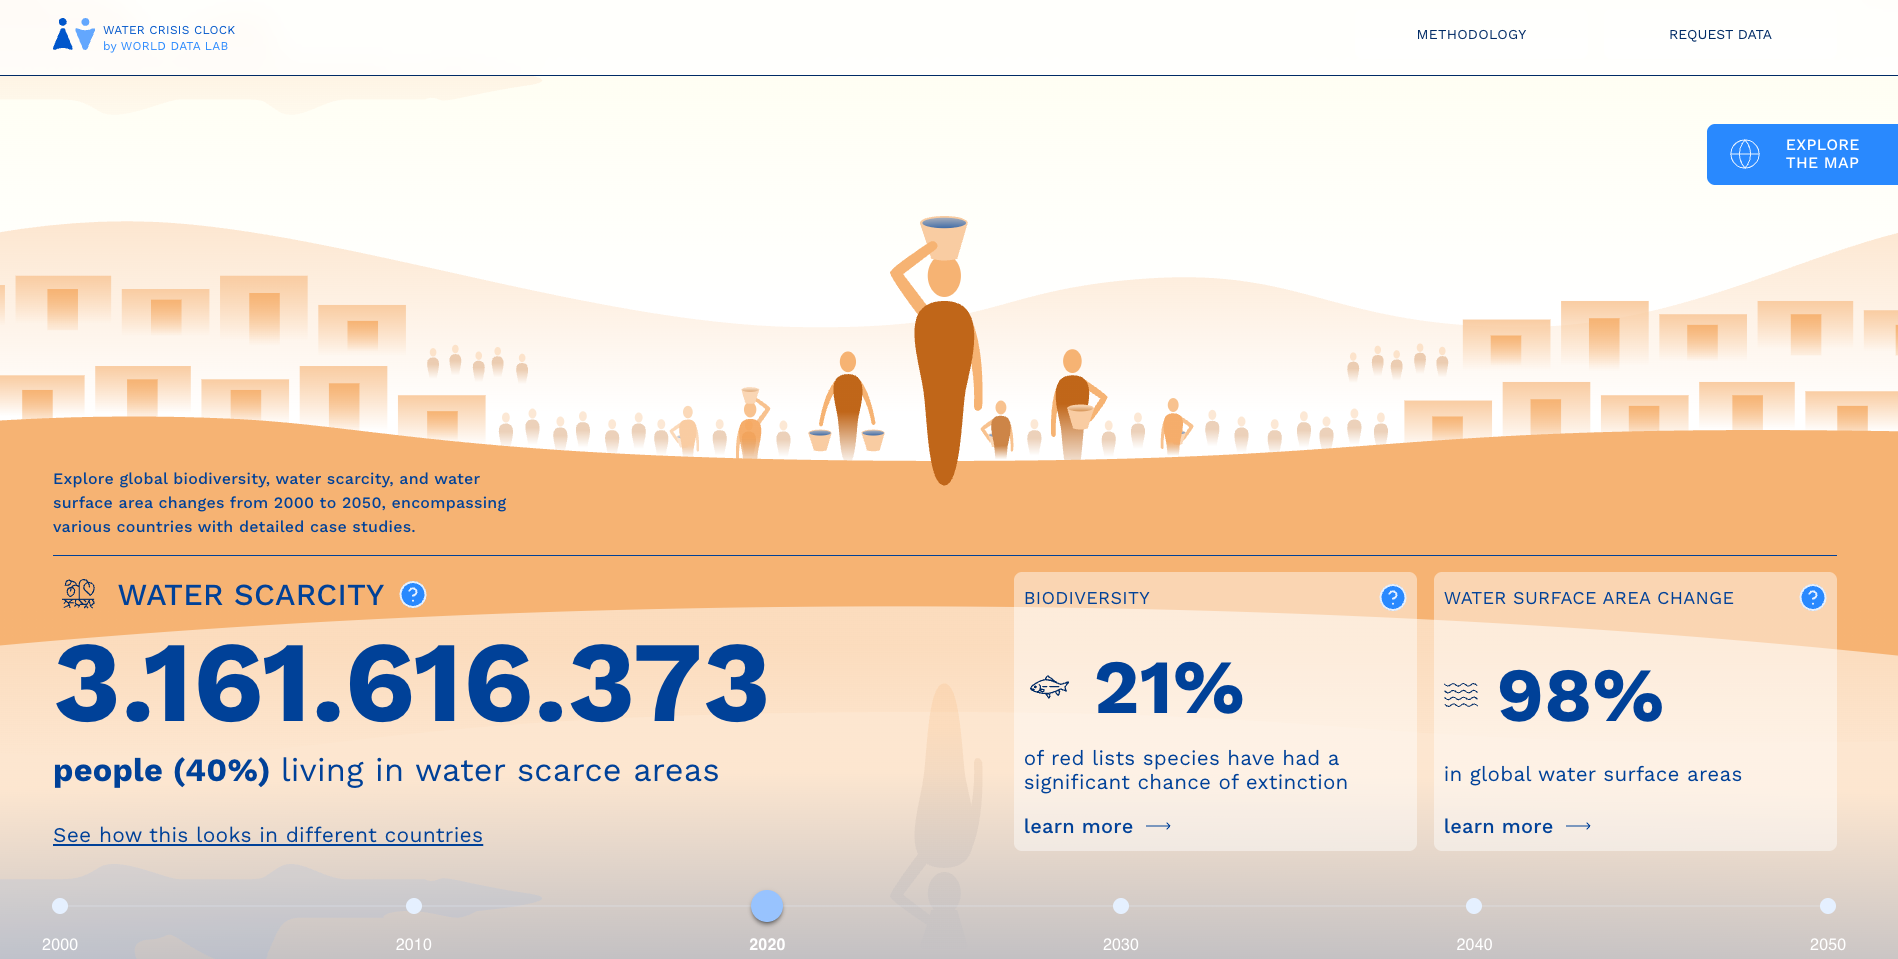 WATER CRISIS CLOCK
by WORLD DATA LAB
METHODOLOGY
REQUEST DATA
EXPLORE
THE MAP
Explore global biodiversity, water scarcity, and water
surface area changes from 2000 to 2050, encompassing
various countries with detailed case studies.
WATER SCARCITY ?
3.161.616.373
people (40%) living in water scarce areas
See how this looks in different countries
BIODIVERSITY ?
21%
of red lists species have had a
significant chance of extinction
learn more →
WATER SURFACE AREA CHANGE ?
98%
in global water surface areas
learn more →
2000
2010
2020
2030
2040
2050